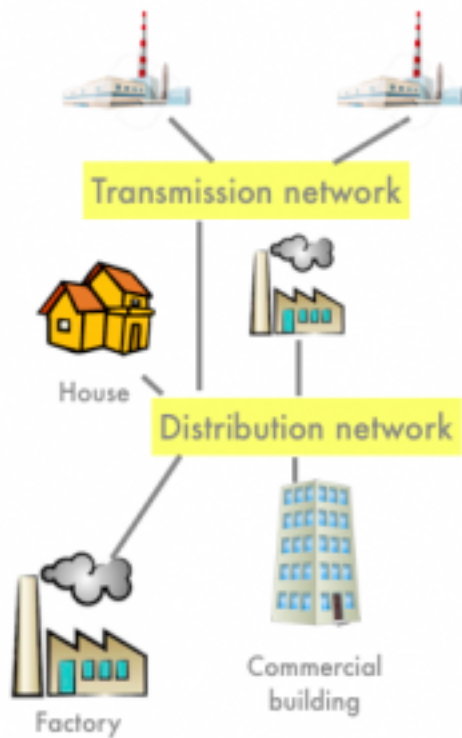 Transmission network
House
Distribution network
Commercial
building
Factory